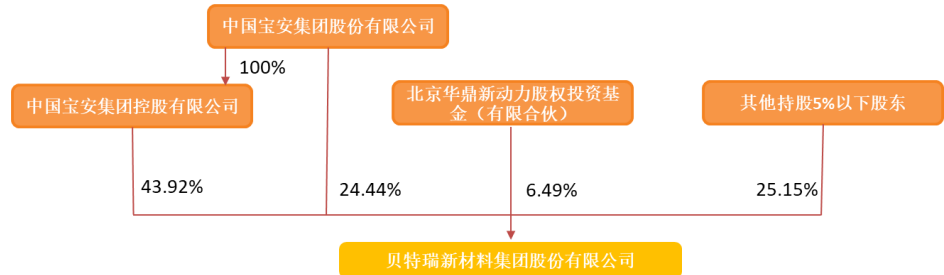 中国宝安集团股份有限公司
100%
中国宝安集团控股有限公司
北京华鼎新动力股权投资基
金（有限合伙）
其他持股5%以下股东
43.92%
24.44%
6.49%
25.15%
贝特瑞新材料集团股份有限公司